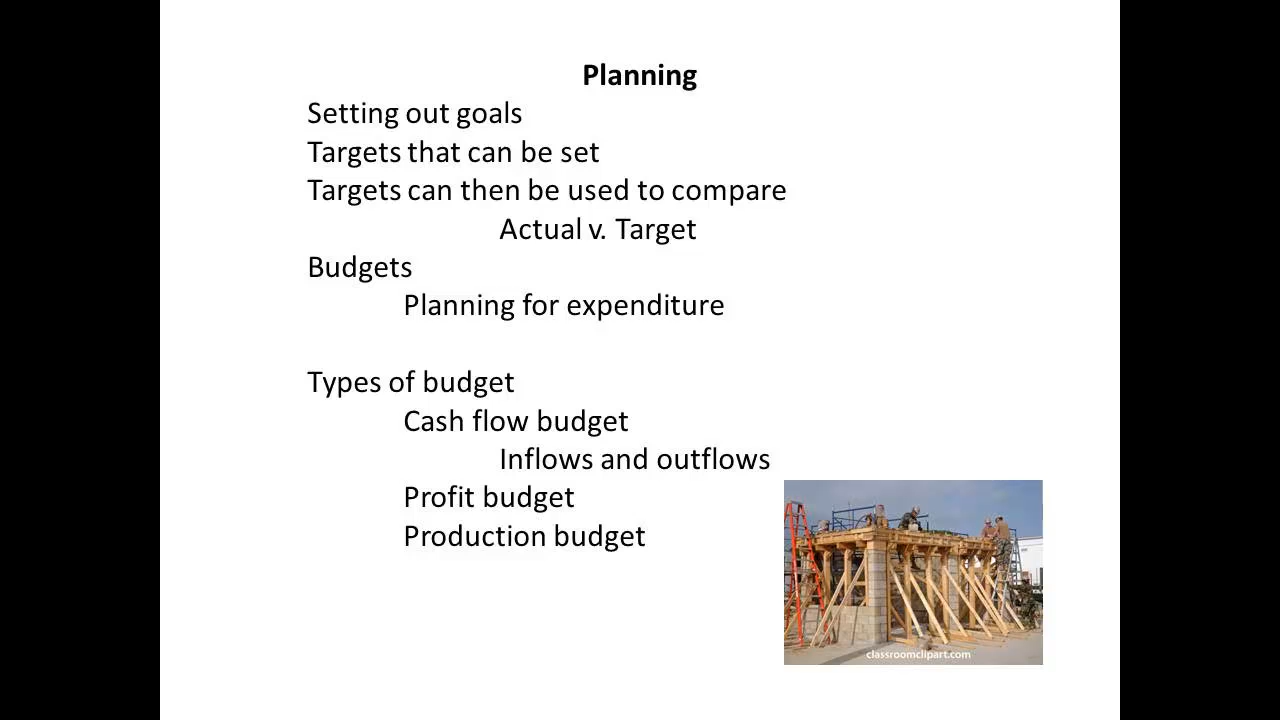 Planning
Setting out goals
Targets that can be set
Targets can then be used to compare
Actual v. Target
Budgets
Planning for expenditure
Types of budget
Cash flow budget
Inflows and outflows
Profit budget
Production budget
classroomclipart.com